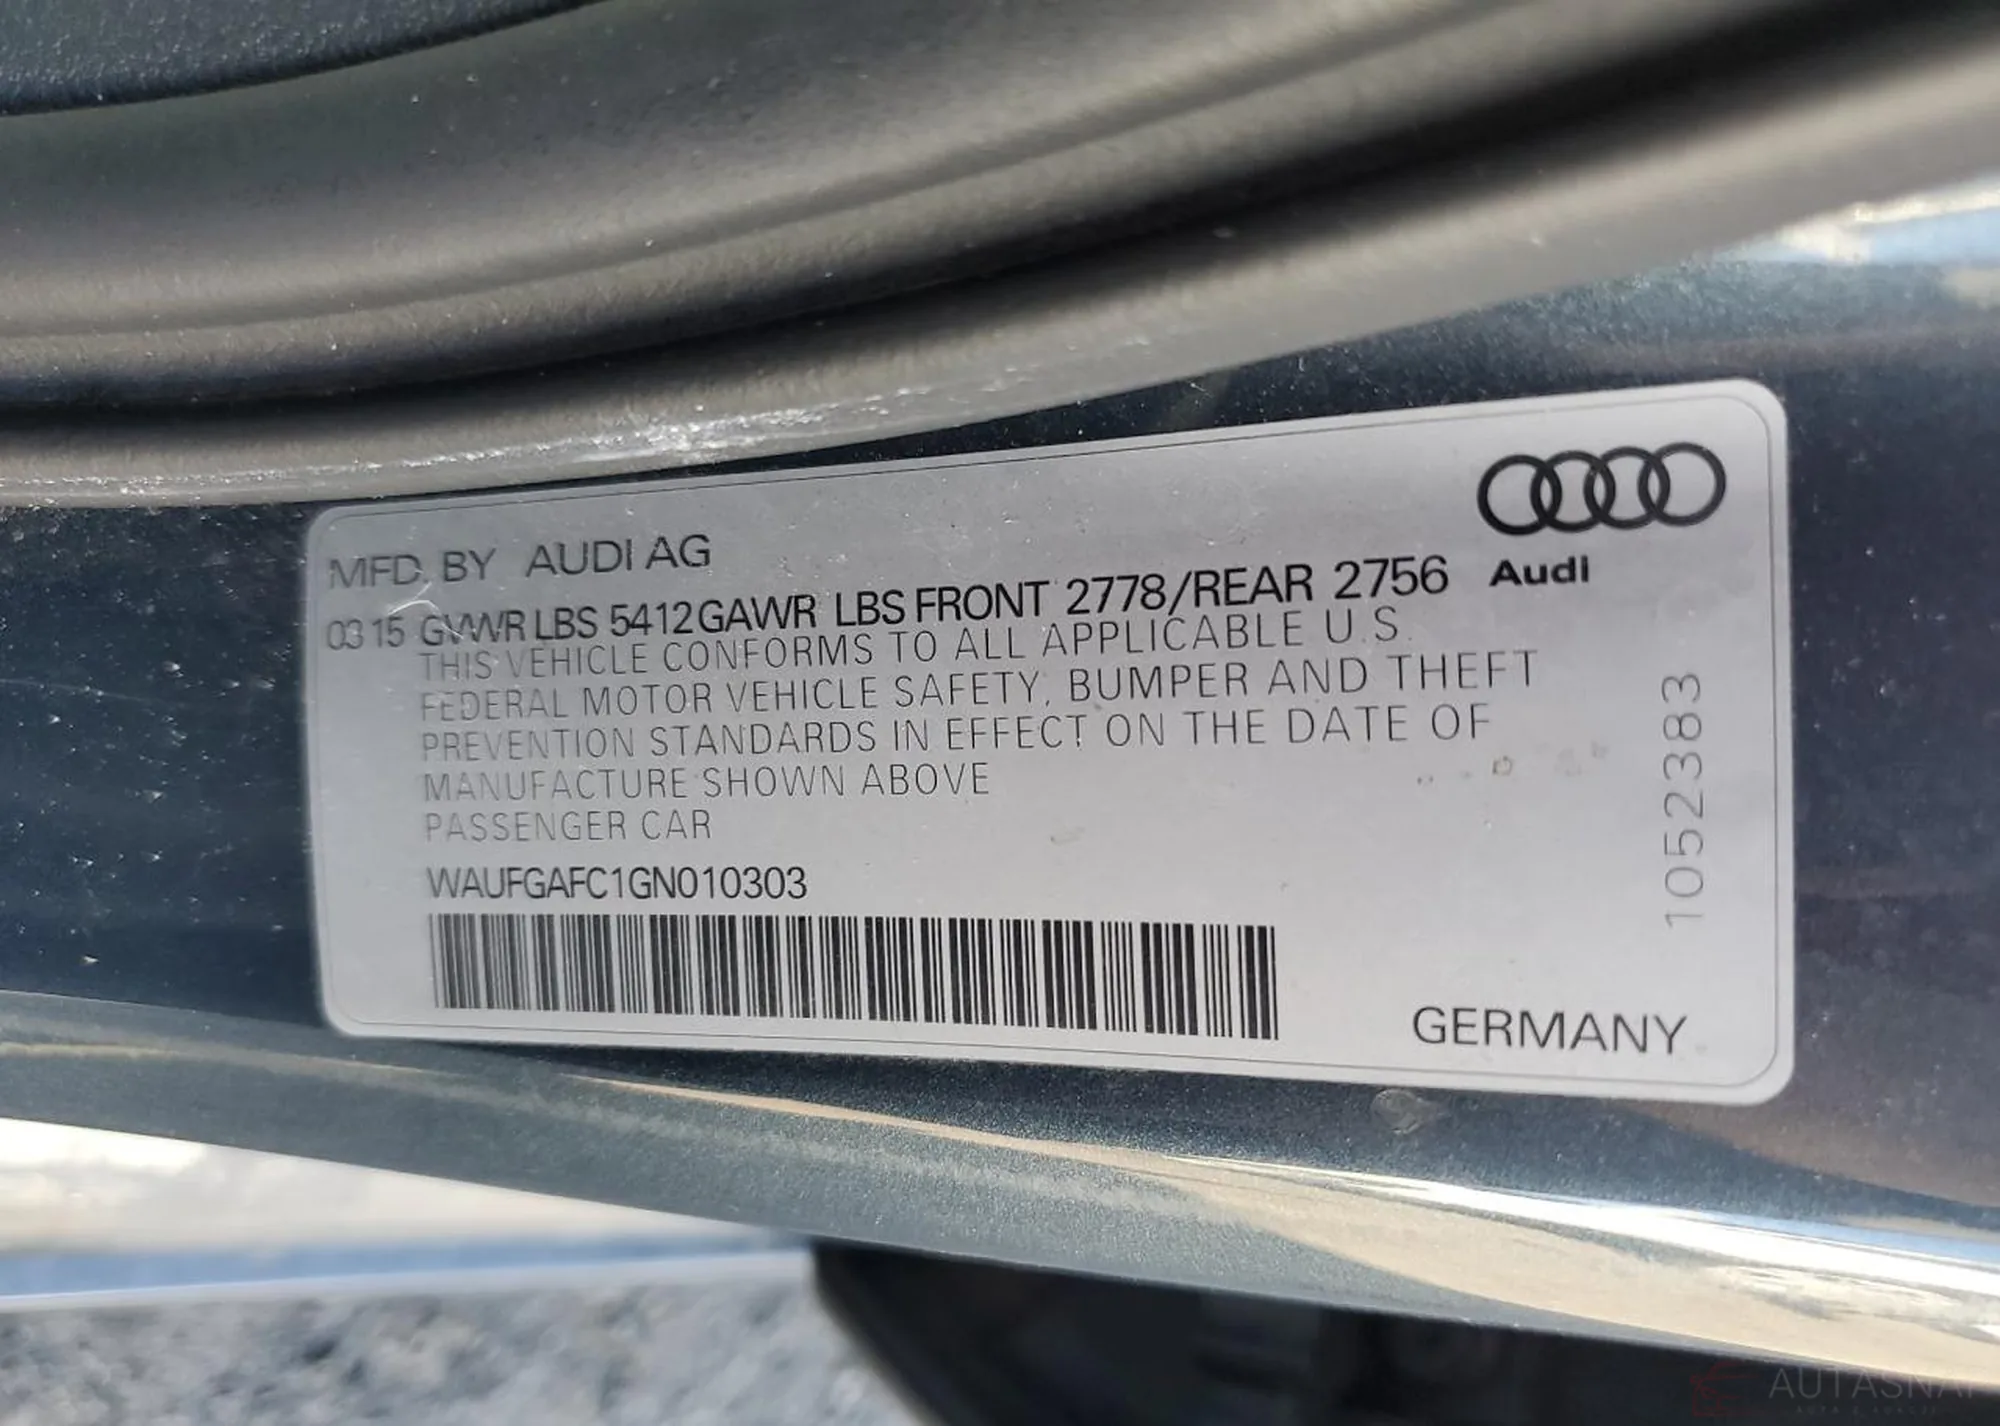 MFD. BY AUDI AG
Audi
03 15 GVWR LBS 5412 GAWR LBS FRONT 2778/REAR 2756
THIS VEHICLE CONFORMS TO ALL APPLICABLE U.S.
FEDERAL MOTOR VEHICLE SAFETY, BUMPER AND THEFT
PREVENTION STANDARDS IN EFFECT ON THE DATE OF
MANUFACTURE SHOWN ABOVE
PASSENGER CAR
WAUFGAFC1GN010303
1052383
GERMANY